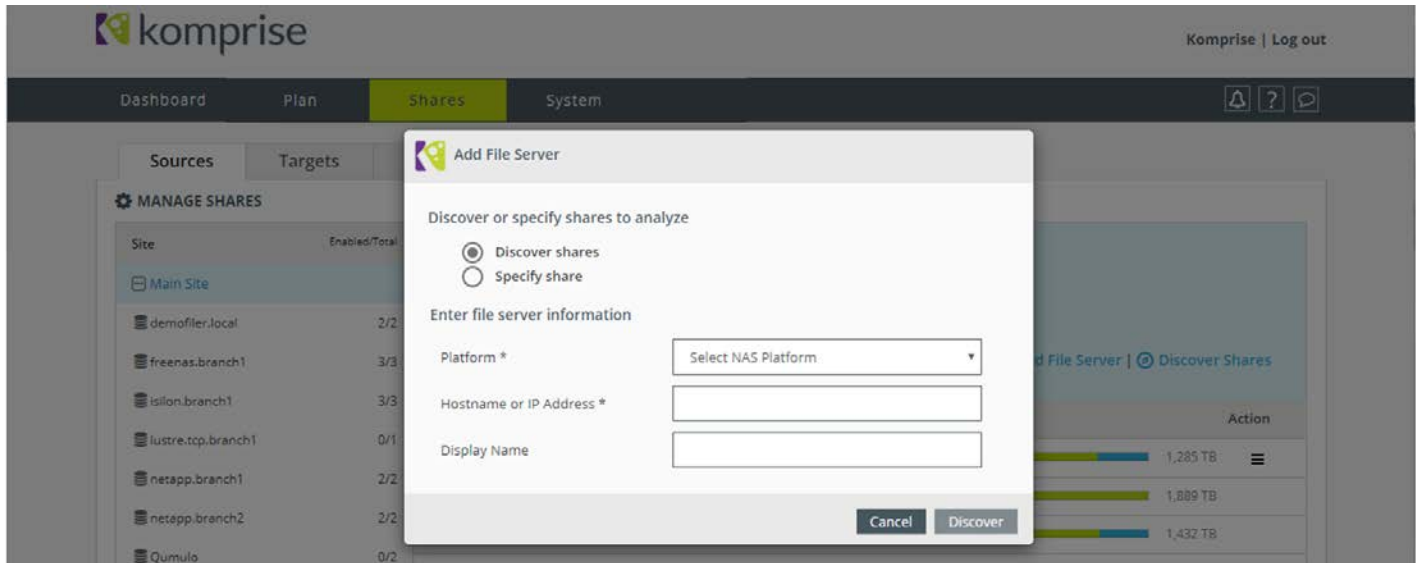 komprise
Komprise | Log out
Dashboard Plan Shares System
?
Sources Targets
Add File Server
MANAGE SHARES
Discover or specify shares to analyze
Site Enabled/Total
Discover shares
Specify share
Main Site
Enter file server information
demofiler.local 2/2
Platform * Select NAS Platform
freenas.branch1 3/3
d File Server | Discover Shares
isilon.branch1 3/3
Hostname or IP Address *
Action
lustre.tcp.branch1 0/1
Display Name
1,285 TB
netapp.branch1 2/2
1,889 TB
netapp.branch2 2/2
Cancel Discover
1,432 TB
Qumulo 0/2